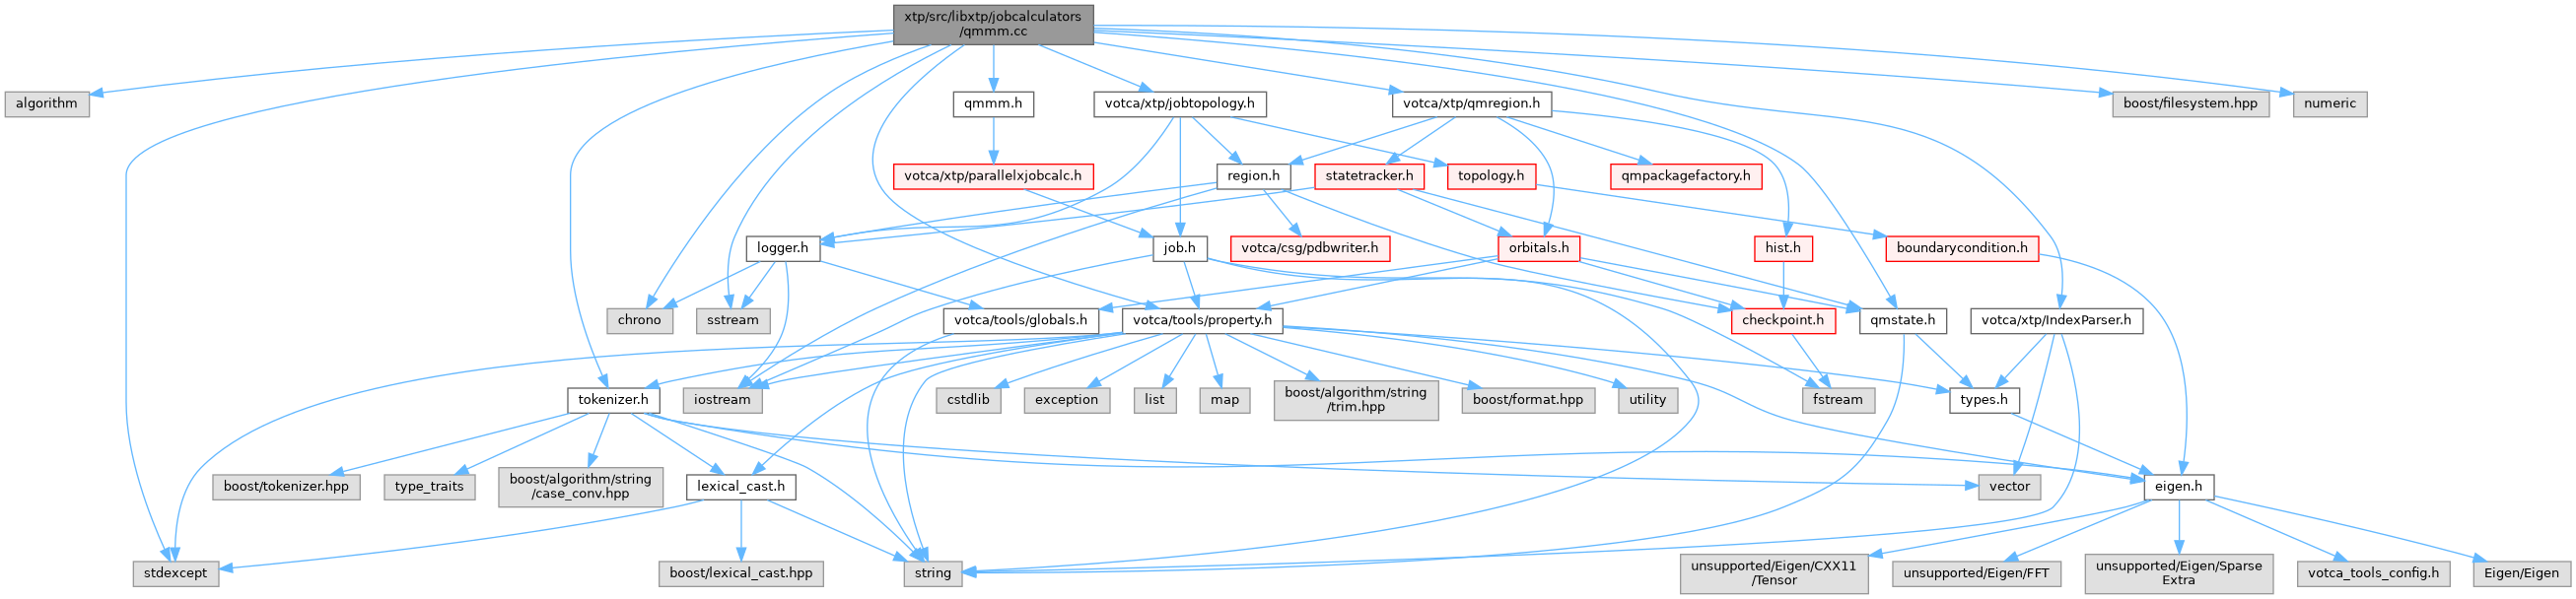 xtp/src/libxtp/jobcalculators
/qmmm.cc
algorithm
qmmm.h
votca/xtp/jobtopology.h
votca/xtp/qmregion.h
boost/filesystem.hpp
numeric
votca/xtp/parallelxjobcalc.h
region.h
statetracker.h
topology.h
qmpackagefactory.h
logger.h
job.h
votca/csg/pdbwriter.h
orbitals.h
hist.h
boundarycondition.h
chrono
sstream
votca/tools/globals.h
votca/tools/property.h
checkpoint.h
qmstate.h
votca/xtp/IndexParser.h
tokenizer.h
iostream
cstdlib
exception
list
map
boost/algorithm/string
/trim.hpp
boost/format.hpp
utility
fstream
types.h
boost/tokenizer.hpp
type_traits
boost/algorithm/string
/case_conv.hpp
lexical_cast.h
vector
eigen.h
stdexcept
boost/lexical_cast.hpp
string
unsupported/Eigen/CXX11
/Tensor
unsupported/Eigen/FFT
unsupported/Eigen/Sparse
Extra
votca_tools_config.h
Eigen/Eigen